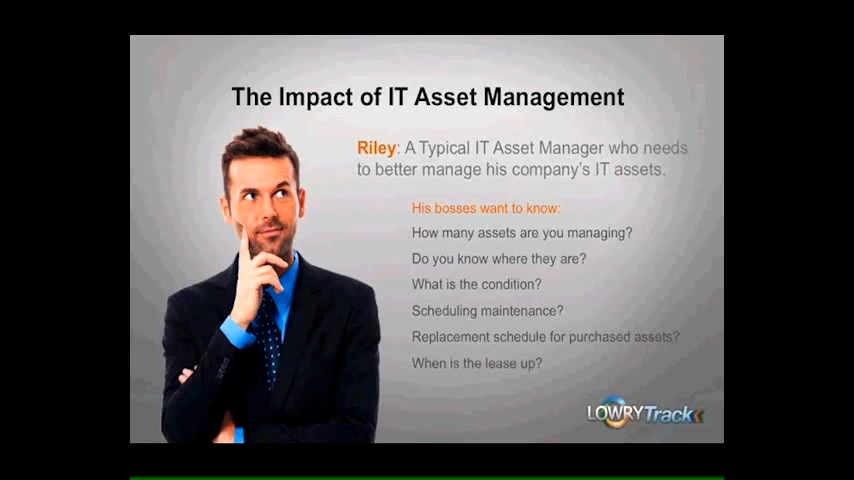 The Impact of IT Asset Management
Riley: A Typical IT Asset Manager who needs
to better manage his company's IT assets.
His bosses want to know:
How many assets are you managing?
Do you know where they are?
What is the condition?
Scheduling maintenance?
Replacement schedule for purchased assets?
When is the lease up?
LOWRYTrack